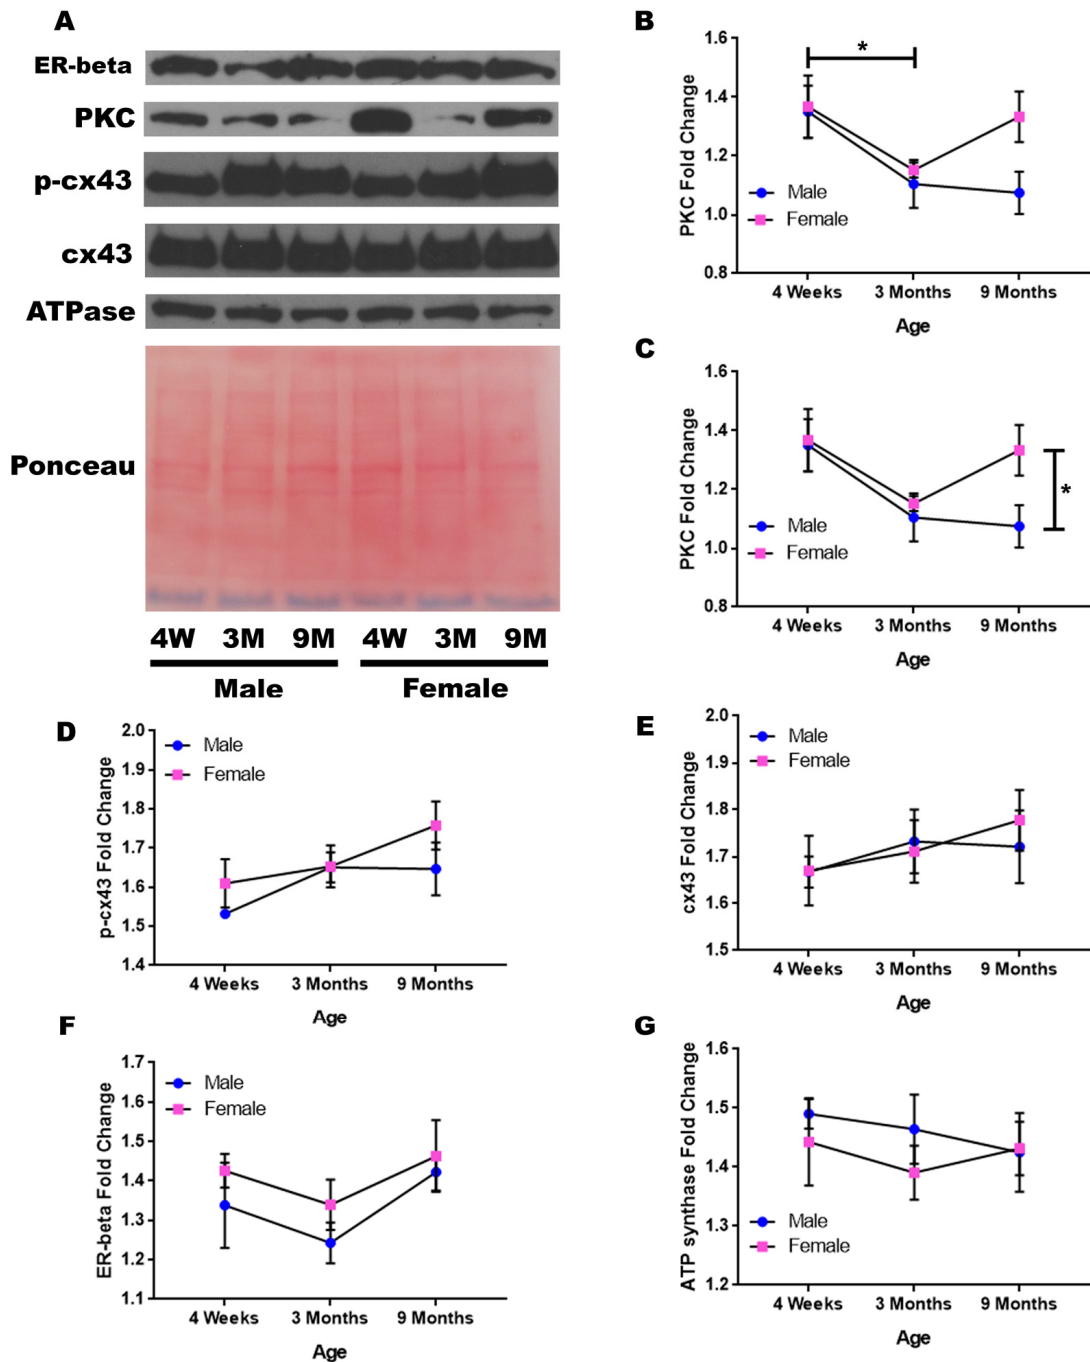 A
ER-beta
PKC
p-cx43
cx43
ATPase
Ponceau
4W 3M 9M 4W 3M 9M
Male Female
B
1.6
1.4
1.2
1.0
0.8
PKC Fold Change
*
Male
Female
4 Weeks 3 Months 9 Months
Age
C
1.6
1.4
1.2
1.0
0.8
PKC Fold Change
*
Male
Female
4 Weeks 3 Months 9 Months
Age
D
2.0
1.9
1.8
1.7
1.6
1.5
1.4
p-cx43 Fold Change
Male
Female
4 Weeks 3 Months 9 Months
Age
E
2.0
1.9
1.8
1.7
1.6
1.5
cx43 Fold Change
Male
Female
4 Weeks 3 Months 9 Months
Age
F
1.7
1.6
1.5
1.4
1.3
1.2
1.1
ER-beta Fold Change
Male
Female
4 Weeks 3 Months 9 Months
Age
G
1.6
1.5
1.4
1.3
1.2
ATP synthase Fold Change
Male
Female
4 Weeks 3 Months 9 Months
Age